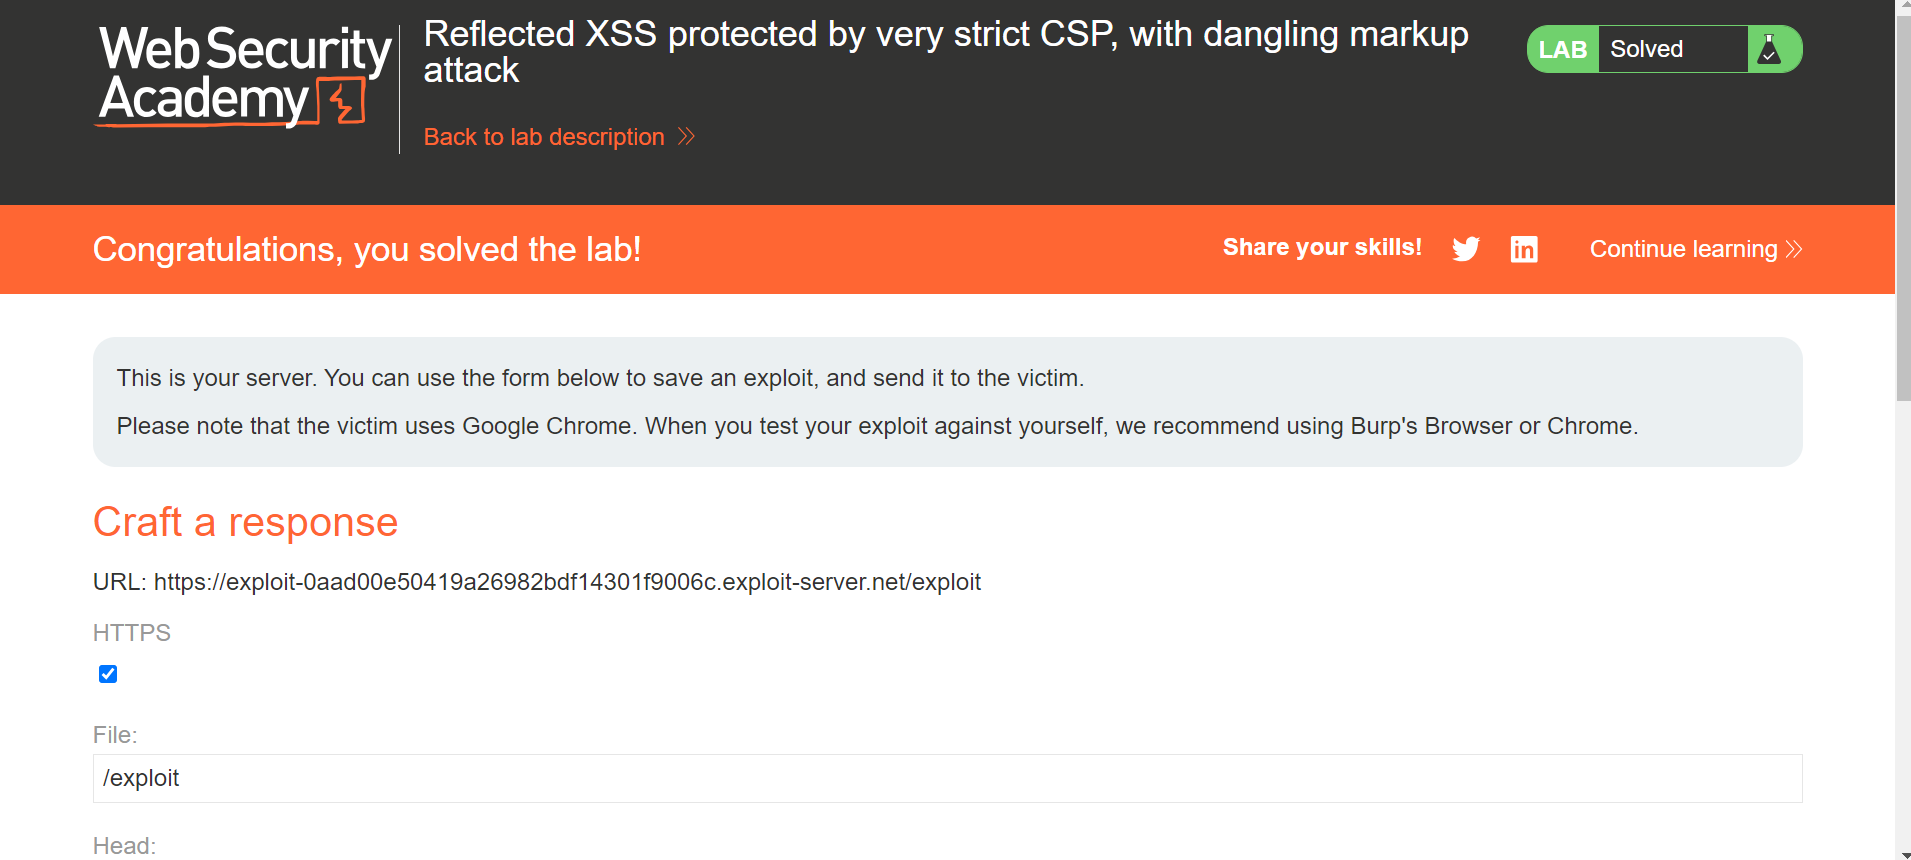 Web Security
Academy
Reflected XSS protected by very strict CSP, with dangling markup
attack
Back to lab description
LAB Solved
Congratulations, you solved the lab!
Share your skills!
Continue learning
This is your server. You can use the form below to save an exploit, and send it to the victim.
Please note that the victim uses Google Chrome. When you test your exploit against yourself, we recommend using Burp's Browser or Chrome.
Craft a response
URL: https://exploit-0aad00e50419a26982bdf14301f9006c.exploit-server.net/exploit
HTTPS
File:
/exploit
Head: